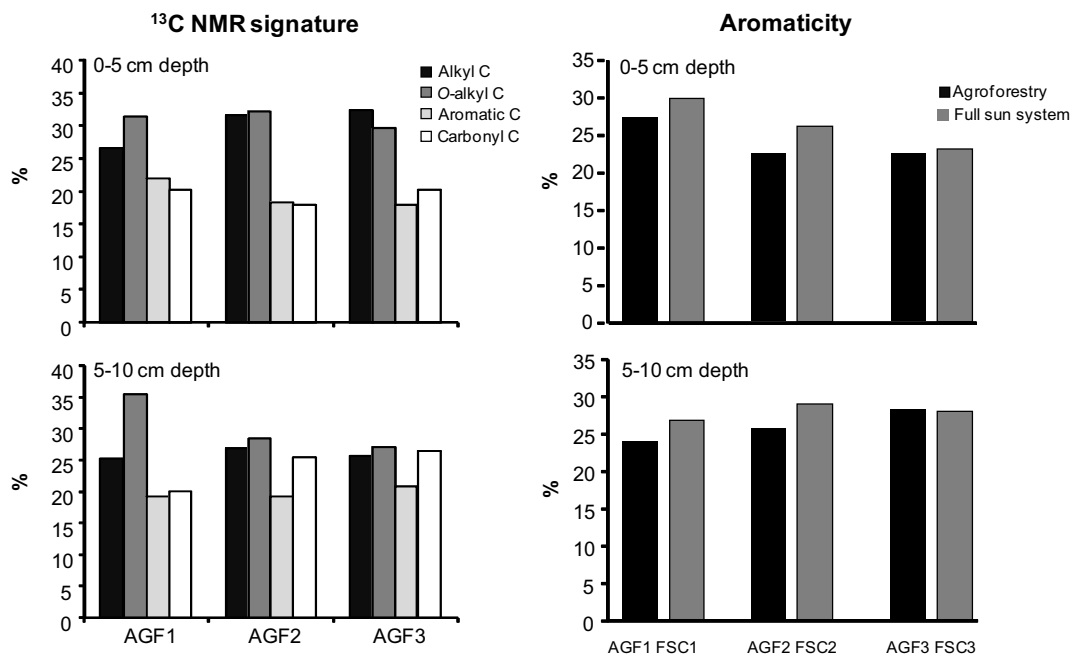 ¹³C NMR signature
40
35
30
25
20
15
10
5
0
%
0-5 cm depth
Alkyl C
O-alkyl C
Aromatic C
Carbonyl C
40
35
30
25
20
15
10
5
0
%
5-10 cm depth
AGF1 AGF2 AGF3
Aromaticity
35
30
25
20
15
10
5
0
%
0-5 cm depth
Agroforestry
Full sun system
35
30
25
20
15
10
5
0
%
5-10 cm depth
AGF1 FSC1 AGF2 FSC2 AGF3 FSC3